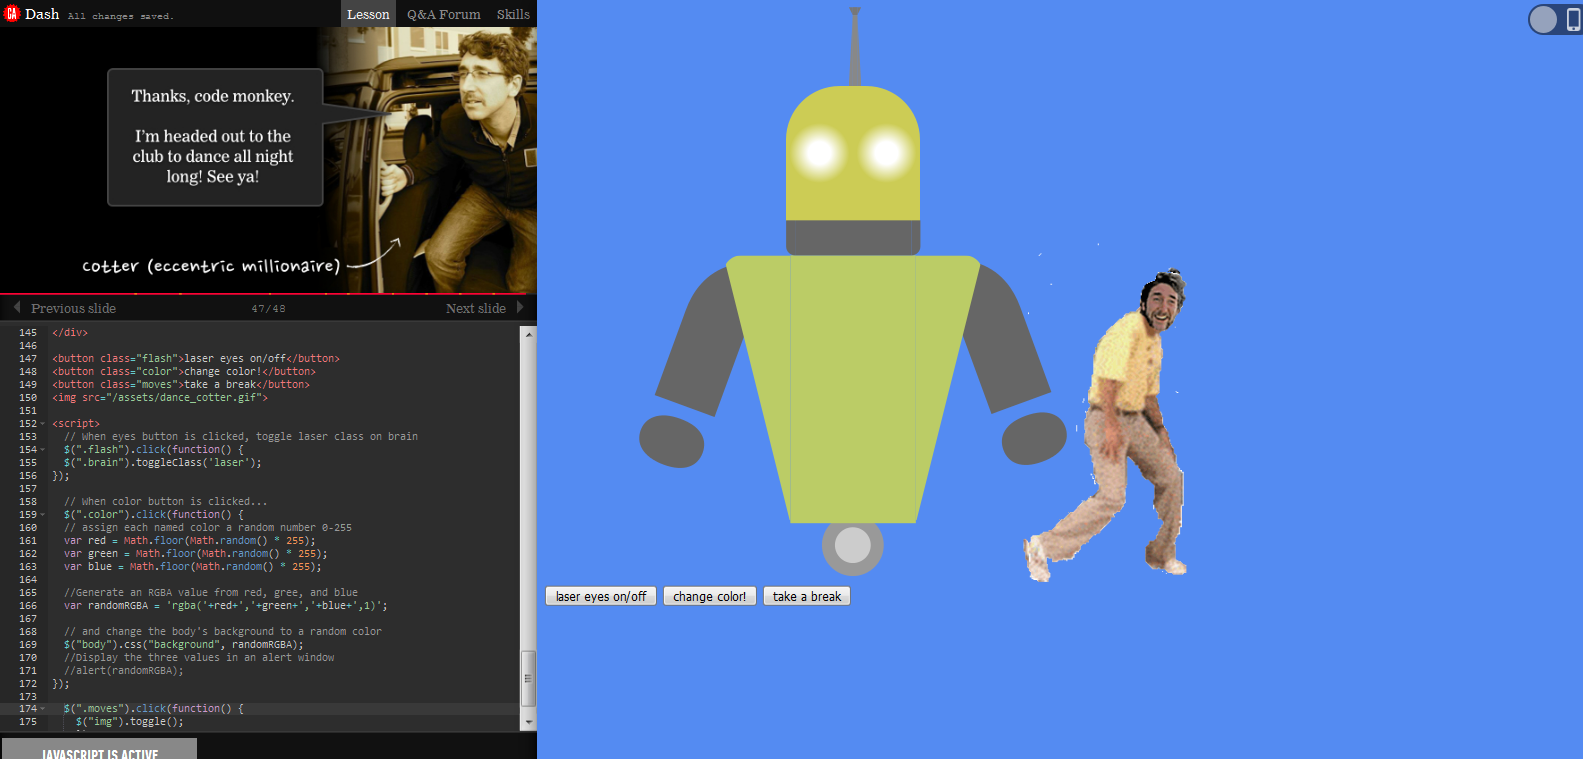 GA Dash All changes saved. Lesson Q&A Forum Skills
Thanks, code monkey.
I'm headed out to the
club to dance all night
long! See ya!
cotter (eccentric millionaire)
Previous slide 47/48 Next slide
145 </div>
146
147 <button class="flash">laser eyes on/off</button>
148 <button class="color">change color!</button>
149 <button class="moves">take a break</button>
150 <img src="/assets/dance_cotter.gif">
151
152 <script>
153 // When eyes button is clicked, toggle laser class on brain
154 $(".flash").click(function() {
155 $(".brain").toggleClass('laser');
156 });
157
158 // When color button is clicked...
159 $(".color").click(function() {
160 // assign each named color a random number 0-255
161 var red = Math.floor(Math.random() * 255);
162 var green = Math.floor(Math.random() * 255);
163 var blue = Math.floor(Math.random() * 255);
164
165 //Generate an RGBA value from red, gree, and blue
166 var randomRGBA = 'rgba('+red+','+green+','+blue+',1)';
167
168 // and change the body's background to a random color
169 $("body").css("background", randomRGBA);
170 //Display the three values in an alert window
171 //alert(randomRGBA);
172 });
173
174 $(".moves").click(function() {
175 $("img").toggle();
JAVASCRIPT IS ACTIVE
laser eyes on/off change color! take a break